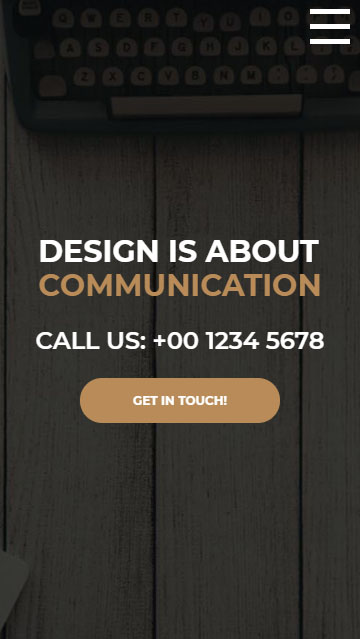 W E R T Y U I O
A S D F G H J K L
Z X C V B N M
DESIGN IS ABOUT
COMMUNICATION
CALL US: +00 1234 5678
GET IN TOUCH!